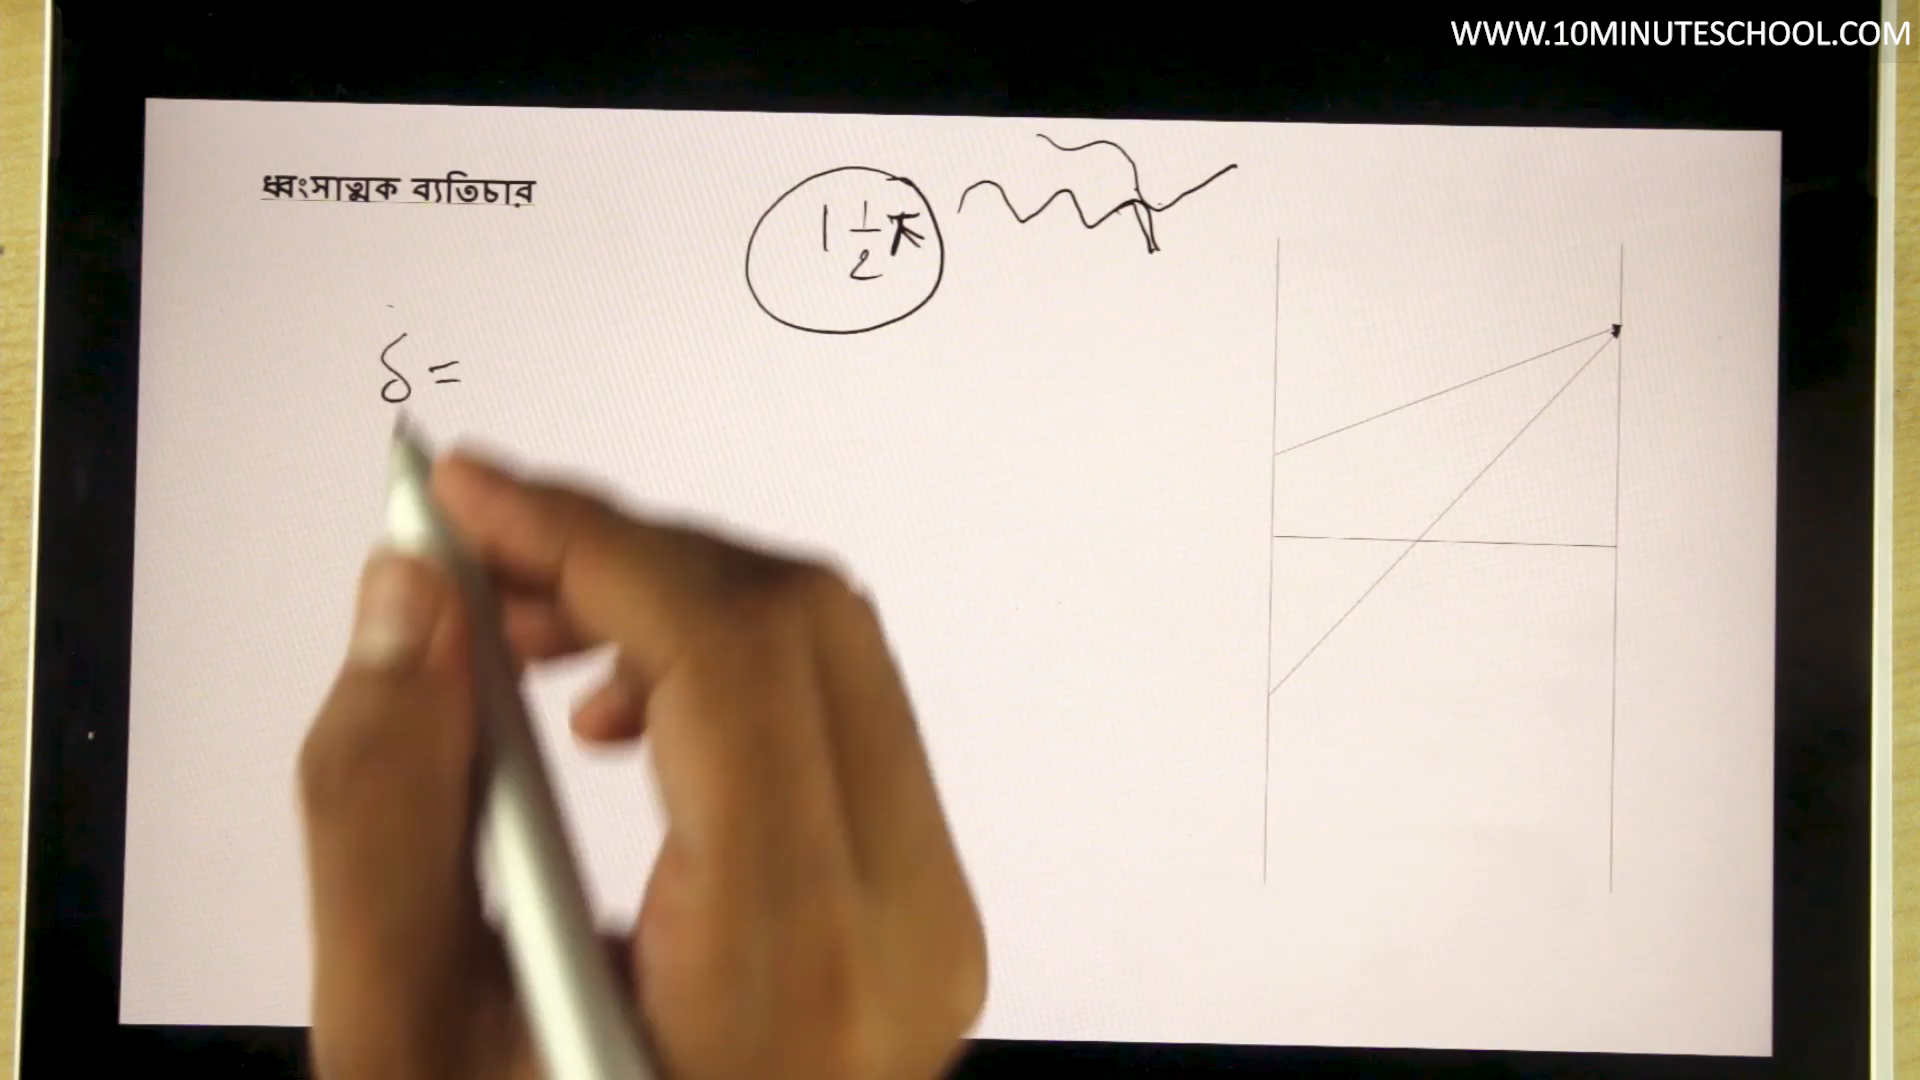 WWW.10MINUTESCHOOL.COM
ধ্বংসাত্মক ব্যতিচার
1 1/2 π
δ =